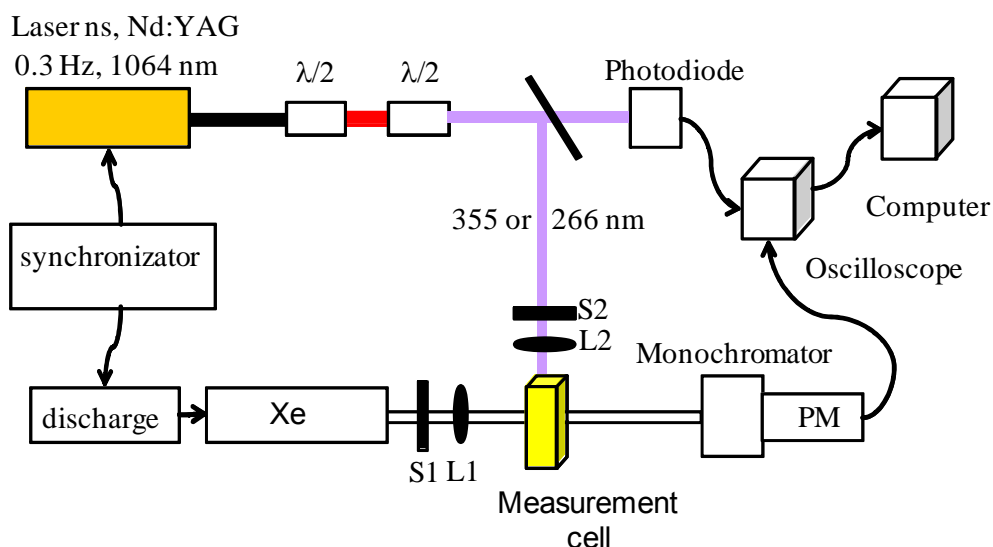 Laser ns, Nd:YAG
0.3 Hz, 1064 nm
λ/2
λ/2
Photodiode
Computer
355 or 266 nm
synchronizator
Oscilloscope
S2
L2
Monochromator
discharge
Xe
PM
S1 L1
Measurement
cell